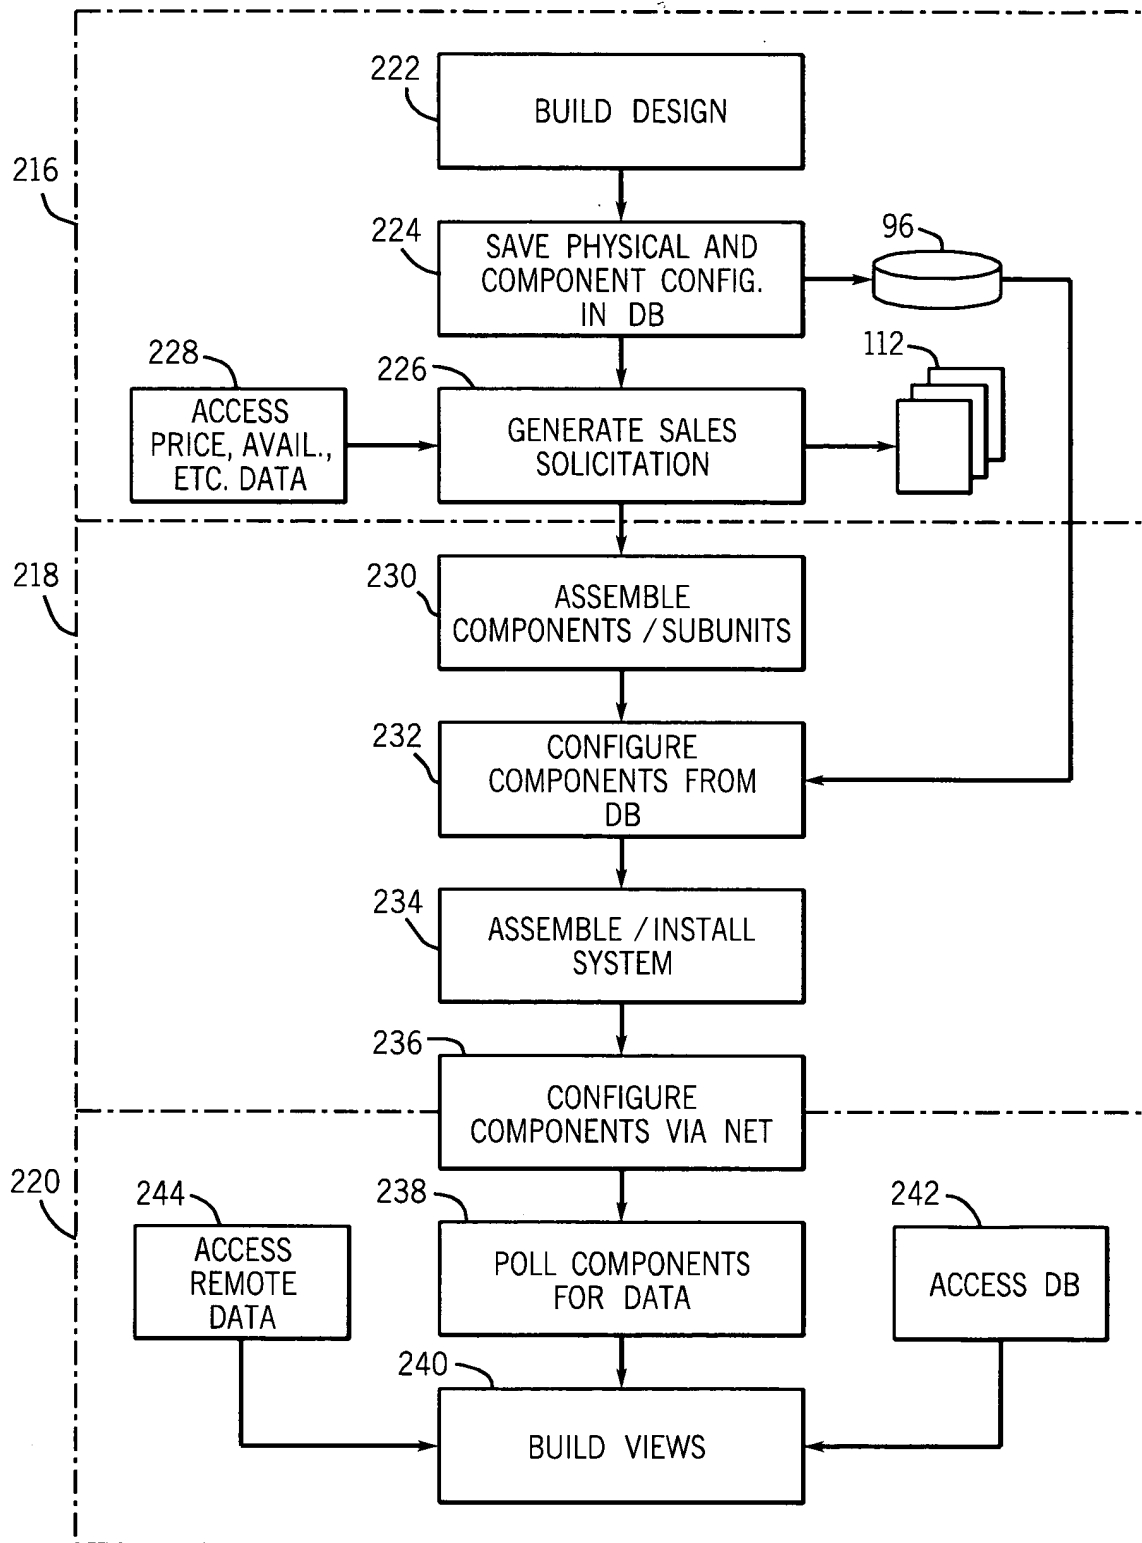 222
BUILD DESIGN
216
224
SAVE PHYSICAL AND
COMPONENT CONFIG.
IN DB
96
228
ACCESS
PRICE, AVAIL.,
ETC. DATA
226
GENERATE SALES
SOLICITATION
112
218
230
ASSEMBLE
COMPONENTS / SUBUNITS
232
CONFIGURE
COMPONENTS FROM
DB
234
ASSEMBLE / INSTALL
SYSTEM
236
CONFIGURE
COMPONENTS VIA NET
220
244
ACCESS
REMOTE
DATA
238
POLL COMPONENTS
FOR DATA
242
ACCESS DB
240
BUILD VIEWS